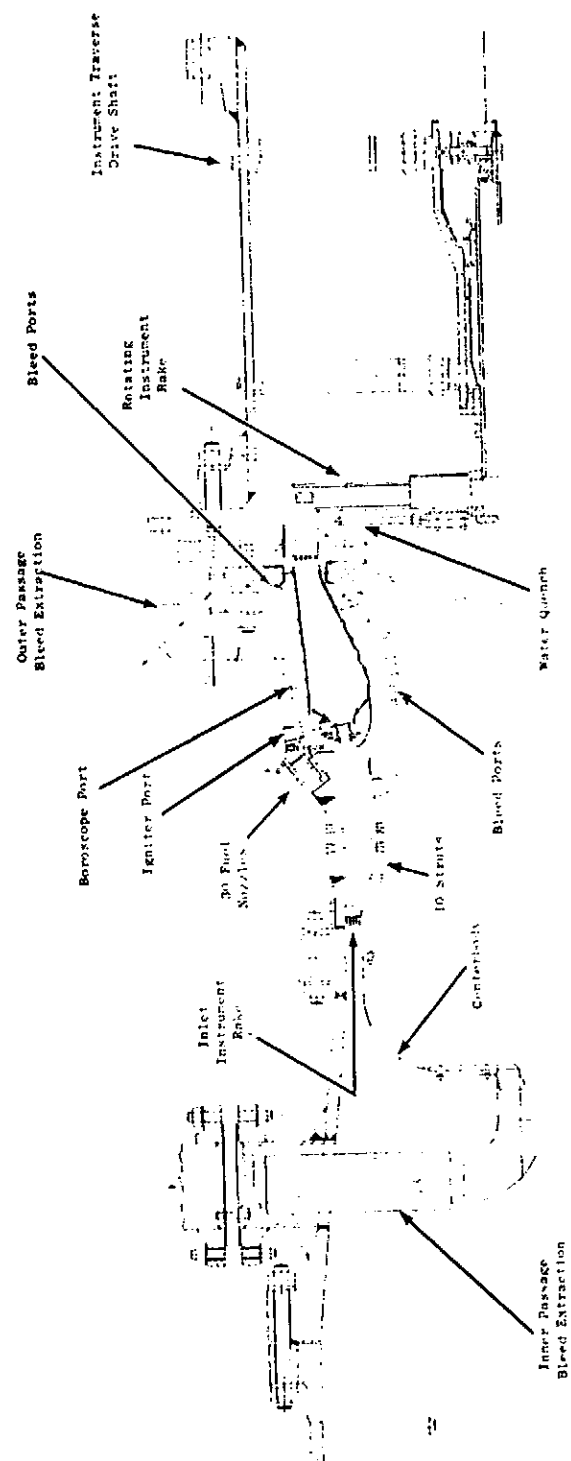 Instrument Traverse
Drive Shaft
Bleed Ports
Rotating
Instrument
Rake
Outer Passage
Bleed Extraction
Water Quench
Boroscope Port
Igniter Port
30 Fuel
Nozzles
Bleed Ports
10 Struts
Inlet
Instrument
Rake
Centerbody
Inner Passage
Bleed Extraction